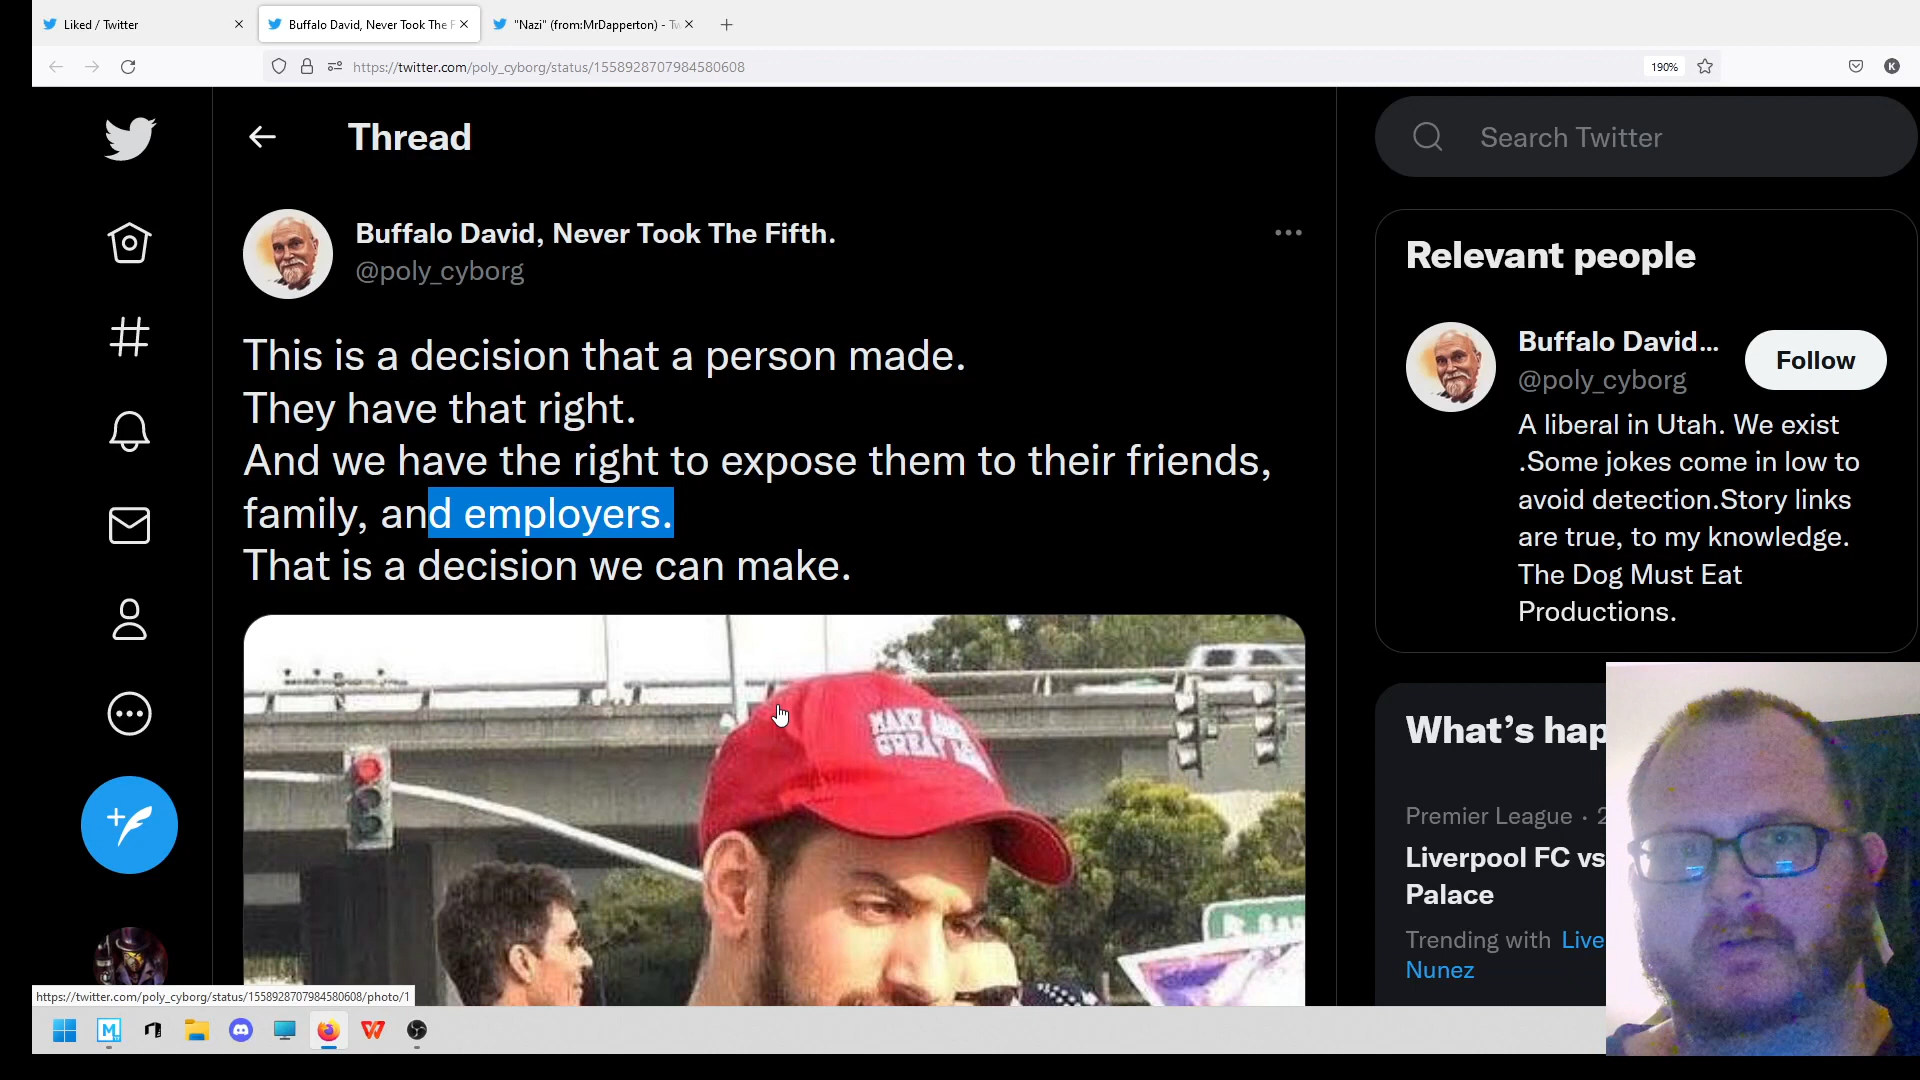 Liked / Twitter
Buffalo David, Never Took The F
"Nazi" (from:MrDapperton) - Tw
https://twitter.com/poly_cyborg/status/1558928707984580608
190%
K
Thread
Search Twitter
Buffalo David, Never Took The Fifth.
@poly_cyborg
This is a decision that a person made.
They have that right.
And we have the right to expose them to their friends,
family, and employers.
That is a decision we can make.
MAKE
GREAT
Relevant people
Buffalo David...
@poly_cyborg
Follow
A liberal in Utah. We exist
.Some jokes come in low to
avoid detection.Story links
are true, to my knowledge.
The Dog Must Eat
Productions.
What's hap
Premier League · 2
Liverpool FC vs
Palace
Trending with Live
Nunez
https://twitter.com/poly_cyborg/status/1558928707984580608/photo/1